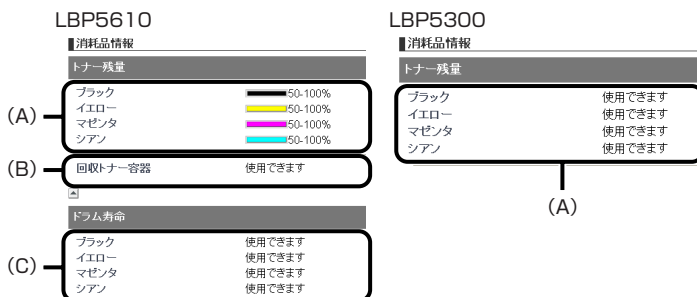 LBP5610
消耗品情報
トナー残量
(A)
ブラック 50-100%
イエロー 50-100%
マゼンタ 50-100%
シアン 50-100%
(B)
回収トナー容器 使用できます
ドラム寿命
(C)
ブラック 使用できます
イエロー 使用できます
マゼンタ 使用できます
シアン 使用できます
LBP5300
消耗品情報
トナー残量
ブラック 使用できます
イエロー 使用できます
マゼンタ 使用できます
シアン 使用できます
(A)